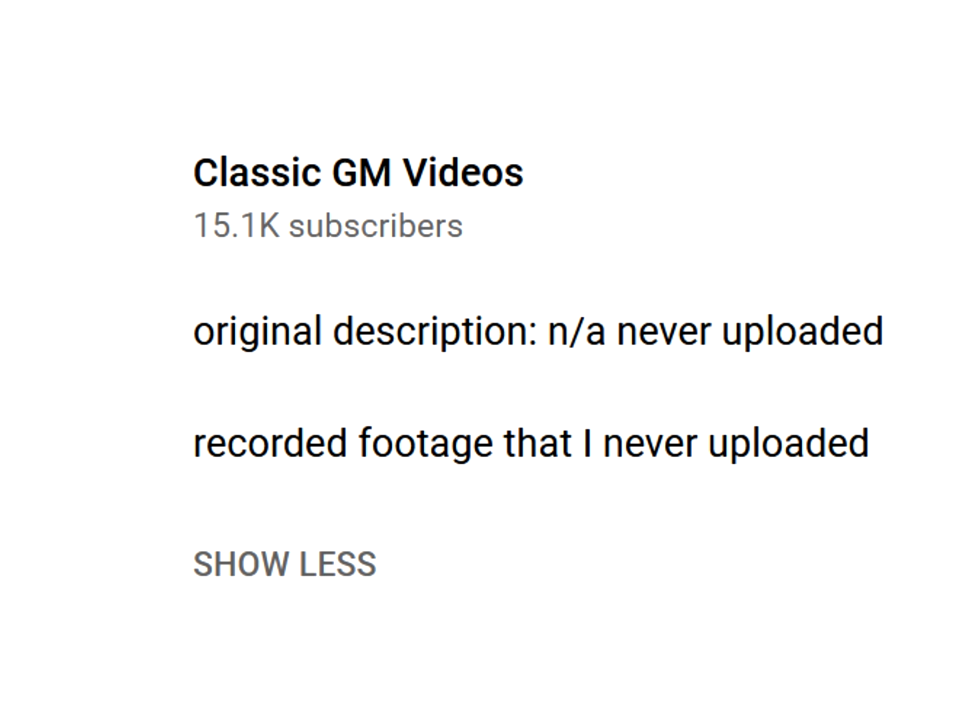 Classic GM Videos
15.1K subscribers
original description: n/a never uploaded
recorded footage that I never uploaded
SHOW LESS